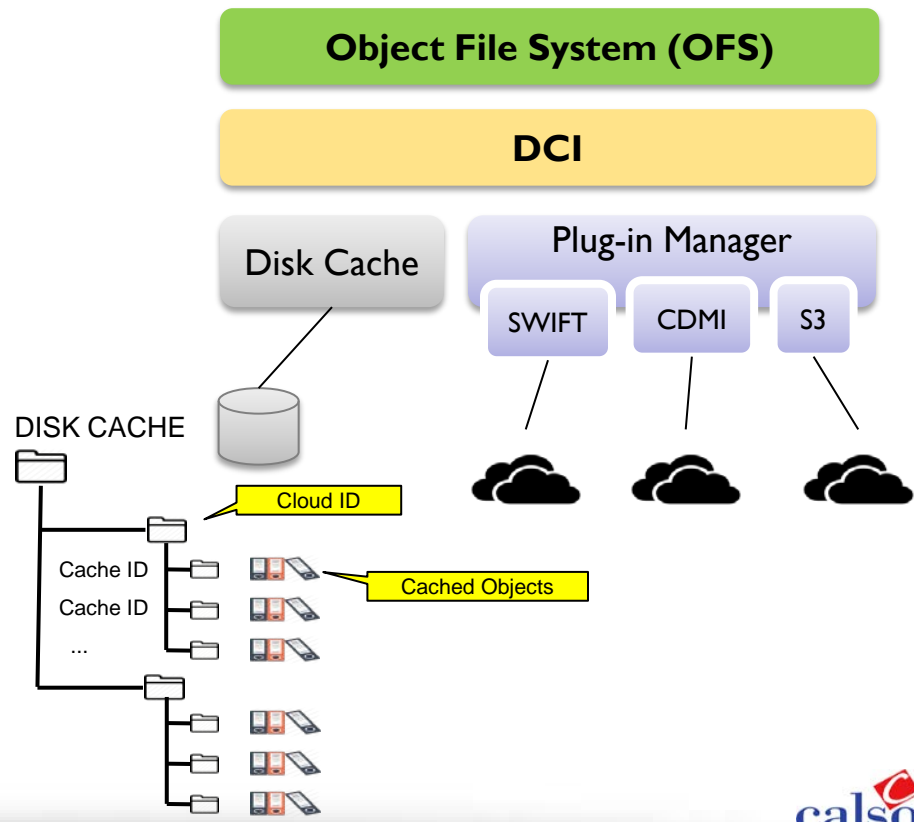 Object File System (OFS)
DCI
Disk Cache
Plug-in Manager
SWIFT
CDMI
S3
DISK CACHE
Cloud ID
Cache ID
Cached Objects
Cache ID
...